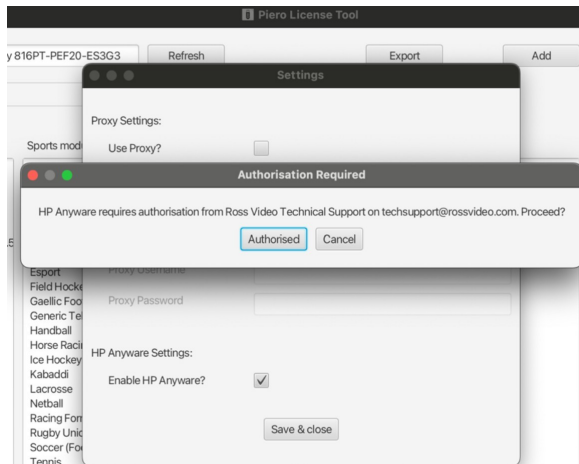 Piero License Tool
y 816PT-PEF20-ES3G3 Refresh Export Add
Settings
Proxy Settings:
Sports mod
Use Proxy?
Authorisation Required
HP Anyware requires authorisation from Ross Video Technical Support on techsupport@rossvideo.com. Proceed?
Authorised Cancel
Esport
Proxy Username
Field Hocke
Gaellic Foo
Proxy Password
Generic Te
Handball
Horse Raci
HP Anyware Settings:
Ice Hockey
Kabaddi
Enable HP Anyware?
Lacrosse
Netball
Racing Form
Rugby Unio
Save & close
Soccer (Foo
Tennis